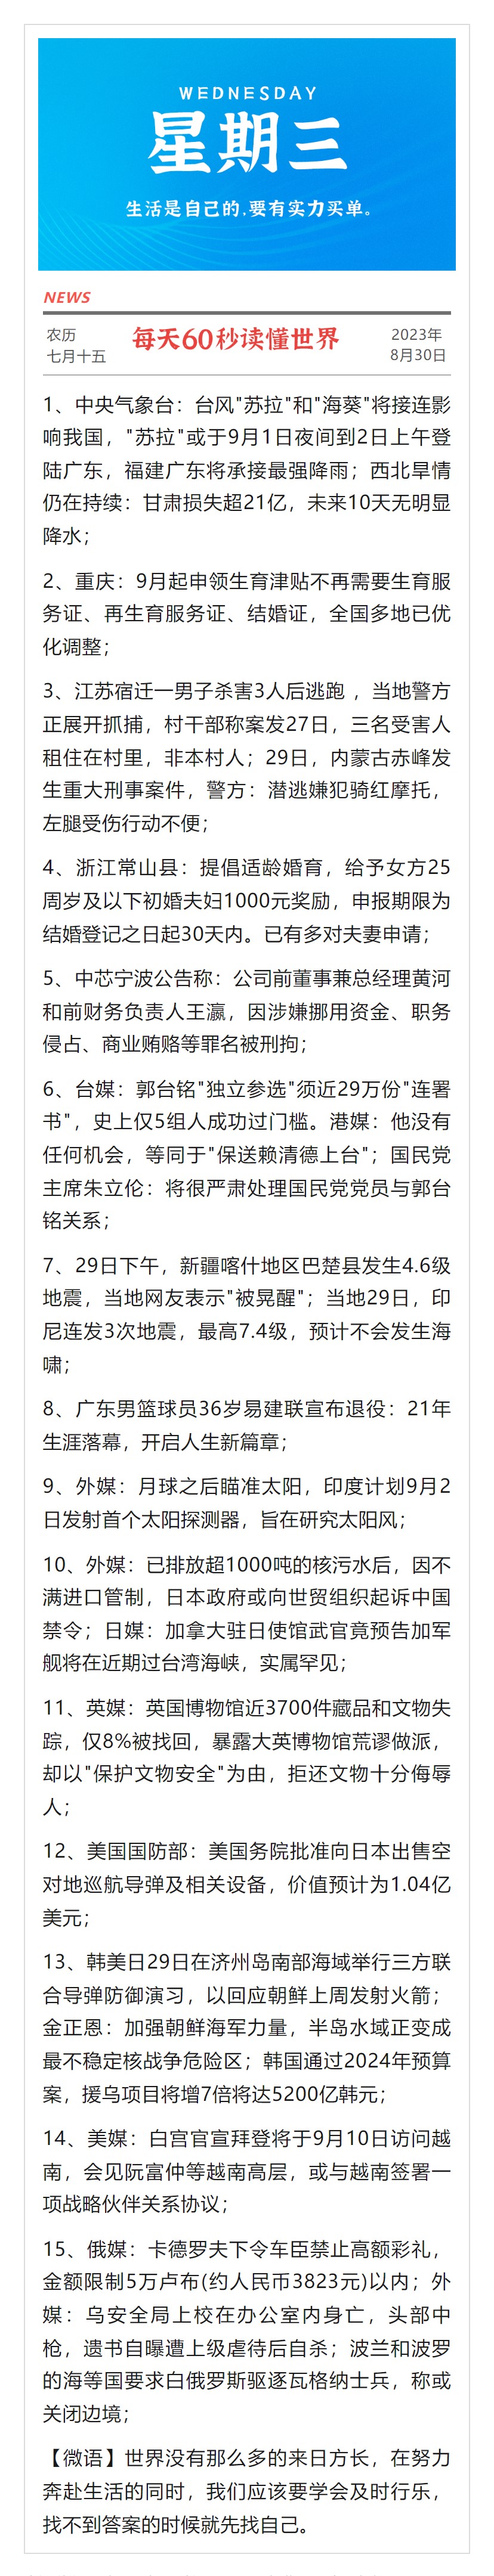 WEDNESDAY
星期三
生活是自己的,要有实力买单。
NEWS
农历
七月十五
每天60秒读懂世界
2023年
8月30日
1、中央气象台：台风"苏拉"和"海葵"将接连影
响我国，"苏拉"或于9月1日夜间到2日上午登
陆广东，福建广东将承接最强降雨；西北旱情
仍在持续：甘肃损失超21亿，未来10天无明显
降水；
2、重庆：9月起申领生育津贴不再需要生育服
务证、再生育服务证、结婚证，全国多地已优
化调整；
3、江苏宿迁一男子杀害3人后逃跑 ，当地警方
正展开抓捕，村干部称案发27日，三名受害人
租住在村里，非本村人；29日，内蒙古赤峰发
生重大刑事案件，警方：潜逃嫌犯骑红摩托，
左腿受伤行动不便；
4、浙江常山县：提倡适龄婚育，给予女方25
周岁及以下初婚夫妇1000元奖励，申报期限为
结婚登记之日起30天内。已有多对夫妻申请；
5、中芯宁波公告称：公司前董事兼总经理黄河
和前财务负责人王瀛，因涉嫌挪用资金、职务
侵占、商业贿赂等罪名被刑拘；
6、台媒：郭台铭"独立参选"须近29万份"连署
书"，史上仅5组人成功过门槛。港媒：他没有
任何机会，等同于"保送赖清德上台"；国民党
主席朱立伦：将很严肃处理国民党党员与郭台
铭关系；
7、29日下午，新疆喀什地区巴楚县发生4.6级
地震，当地网友表示"被晃醒"；当地29日，印
尼连发3次地震，最高7.4级，预计不会发生海
啸；
8、广东男篮球员36岁易建联宣布退役：21年
生涯落幕，开启人生新篇章；
9、外媒：月球之后瞄准太阳，印度计划9月2
日发射首个太阳探测器，旨在研究太阳风；
10、外媒：已排放超1000吨的核污水后，因不
满进口管制，日本政府或向世贸组织起诉中国
禁令；日媒：加拿大驻日使馆武官竟预告加军
舰将在近期过台湾海峡，实属罕见；
11、英媒：英国博物馆近3700件藏品和文物失
踪，仅8%被找回，暴露大英博物馆荒谬做派，
却以"保护文物安全"为由，拒还文物十分侮辱
人；
12、美国国防部：美国务院批准向日本出售空
对地巡航导弹及相关设备，价值预计为1.04亿
美元；
13、韩美日29日在济州岛南部海域举行三方联
合导弹防御演习，以回应朝鲜上周发射火箭；
金正恩：加强朝鲜海军力量，半岛水域正变成
最不稳定核战争危险区；韩国通过2024年预算
案，援乌项目将增7倍将达5200亿韩元；
14、美媒：白宫官宣拜登将于9月10日访问越
南，会见阮富仲等越南高层，或与越南签署一
项战略伙伴关系协议；
15、俄媒：卡德罗夫下令车臣禁止高额彩礼，
金额限制5万卢布(约人民币3823元)以内；外
媒：乌安全局上校在办公室内身亡，头部中
枪，遗书自曝遭上级虐待后自杀；波兰和波罗
的海等国要求白俄罗斯驱逐瓦格纳士兵，称或
关闭边境；
【微语】世界没有那么多的来日方长，在努力
奔赴生活的同时，我们应该要学会及时行乐，
找不到答案的时候就先找自己。